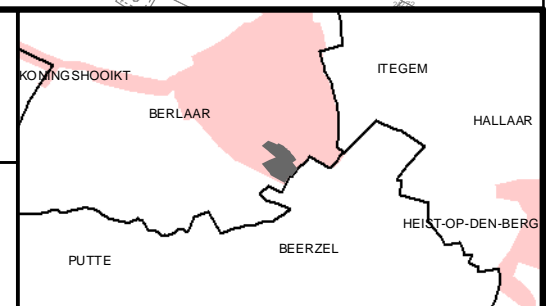 ITEGEM
KONINGSHOOIKT
BERLAAR
HALLAAR
HEIST-OP-DEN-BERG
BEERZEL
PUTTE